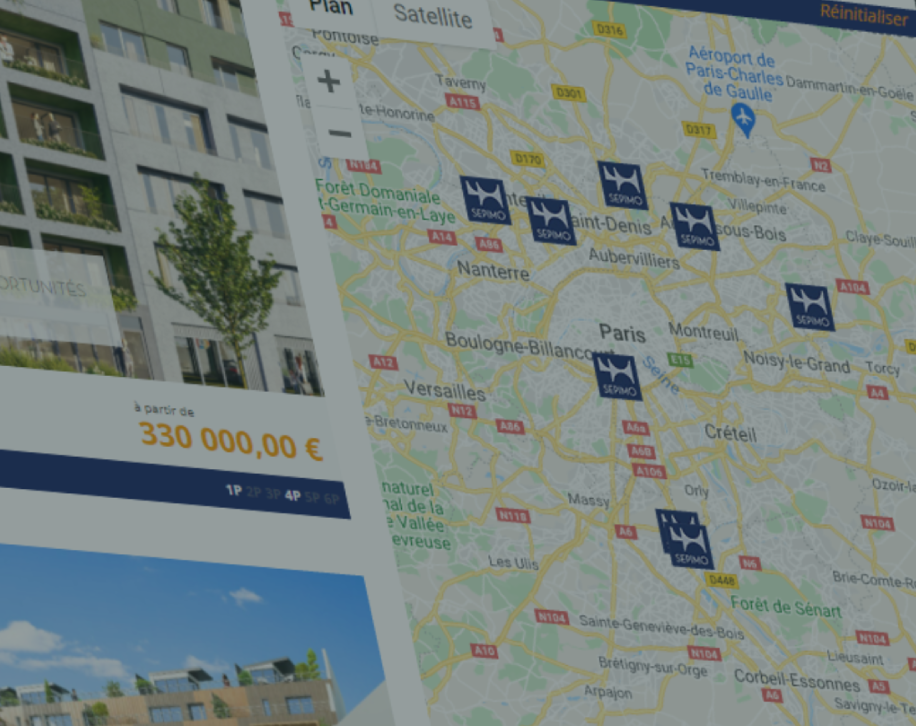 Plan
Satellite
Réinitialiser
D316
Pontoise
Aéroport de
Paris-Charles
de Gaulle
Dammartin-en-Goële
Taverny
D301
A115
te-Honorine
D317
+
−
D170
N2
N184
Tremblay-en-France
Forêt Domaniale
t-Germain-en-Laye
SEPIMO
SEPIMO
SEPIMO
SEPIMO
Villepinte
aint-Denis
sous-Bois
Claye-Souill
A14
A86
Aubervilliers
Nanterre
A104
SEPIMO
ORTUNITÉS
Paris
Montreuil
Boulogne-Billancourt
E15
Seine
Noisy-le-Grand
Torcy
A12
SEPIMO
A4
Versailles
N12
e-Bretonneux
A86
A6a
A6B
A106
Créteil
à partir de
330 000,00 €
1P 2P 3P 4P 5P 6P
naturel
nal de la
e Vallée
evreuse
Massy
Orly
Ozoir-la
N118
A6
N104
SEPIMO
Les Ulis
N6
D448
Brie-Comte-Ro
Forêt de Sénart
N104
Sainte-Geneviève-des-Bois
N104
A10
N104
Lieusaint
Brétigny-sur-Orge
Corbeil-Essonnes
A5
Arpajon
A6
Savigny-le-Te